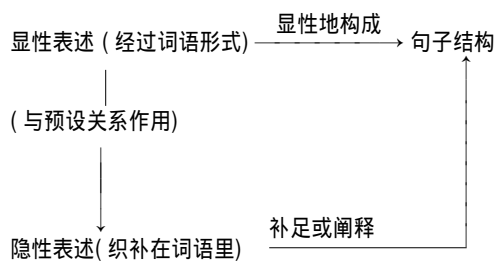 显性地构成
显性表述(经过词语形式) 句子结构
(与预设关系作用)
补足或阐释
隐性表述(织补在词语里)